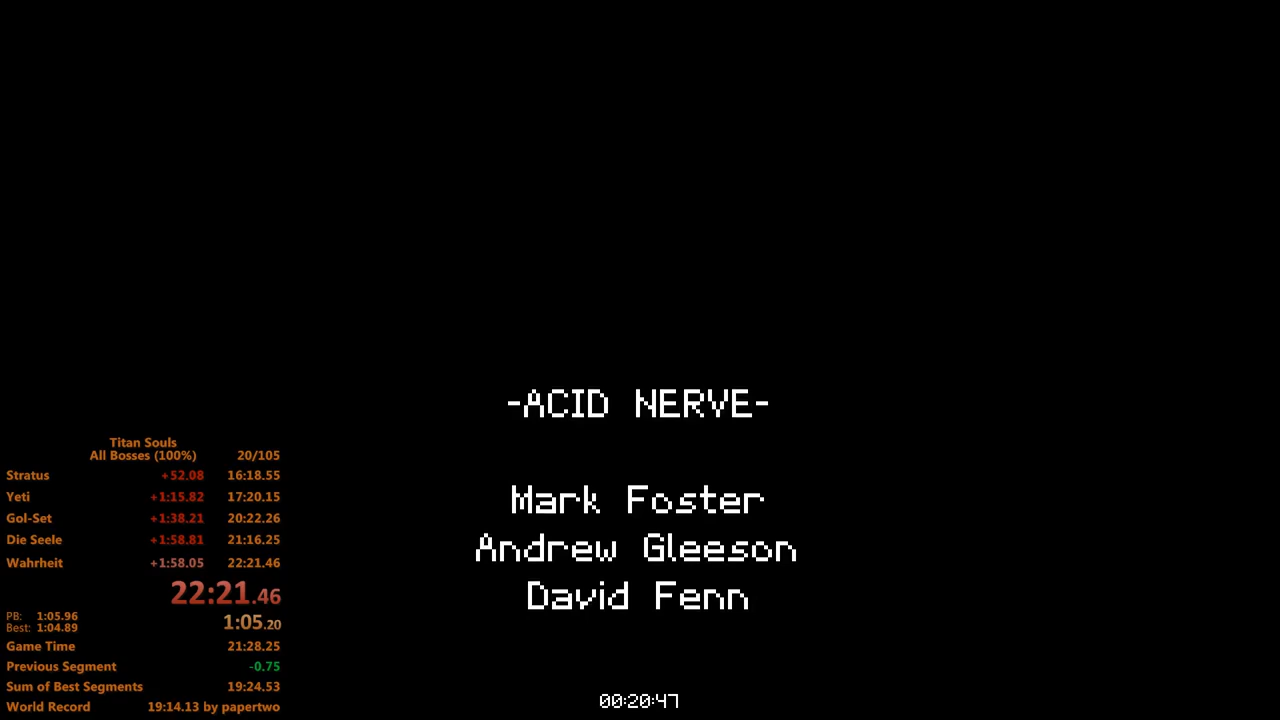 -ACID NERVE-
Mark Foster
Andrew Gleeson
David Fenn
00:20:47
Titan Souls
All Bosses (100%) 20/105
Stratus +52.08 16:18.55
Yeti +1:15.82 17:20.15
Gol-Set +1:38.21 20:22.26
Die Seele +1:58.81 21:16.25
Wahrheit +1:58.05 22:21.46
22:21.46
PB: 1:05.96
Best: 1:04.89
1:05.20
Game Time 21:28.25
Previous Segment -0.75
Sum of Best Segments 19:24.53
World Record 19:14.13 by papertwo